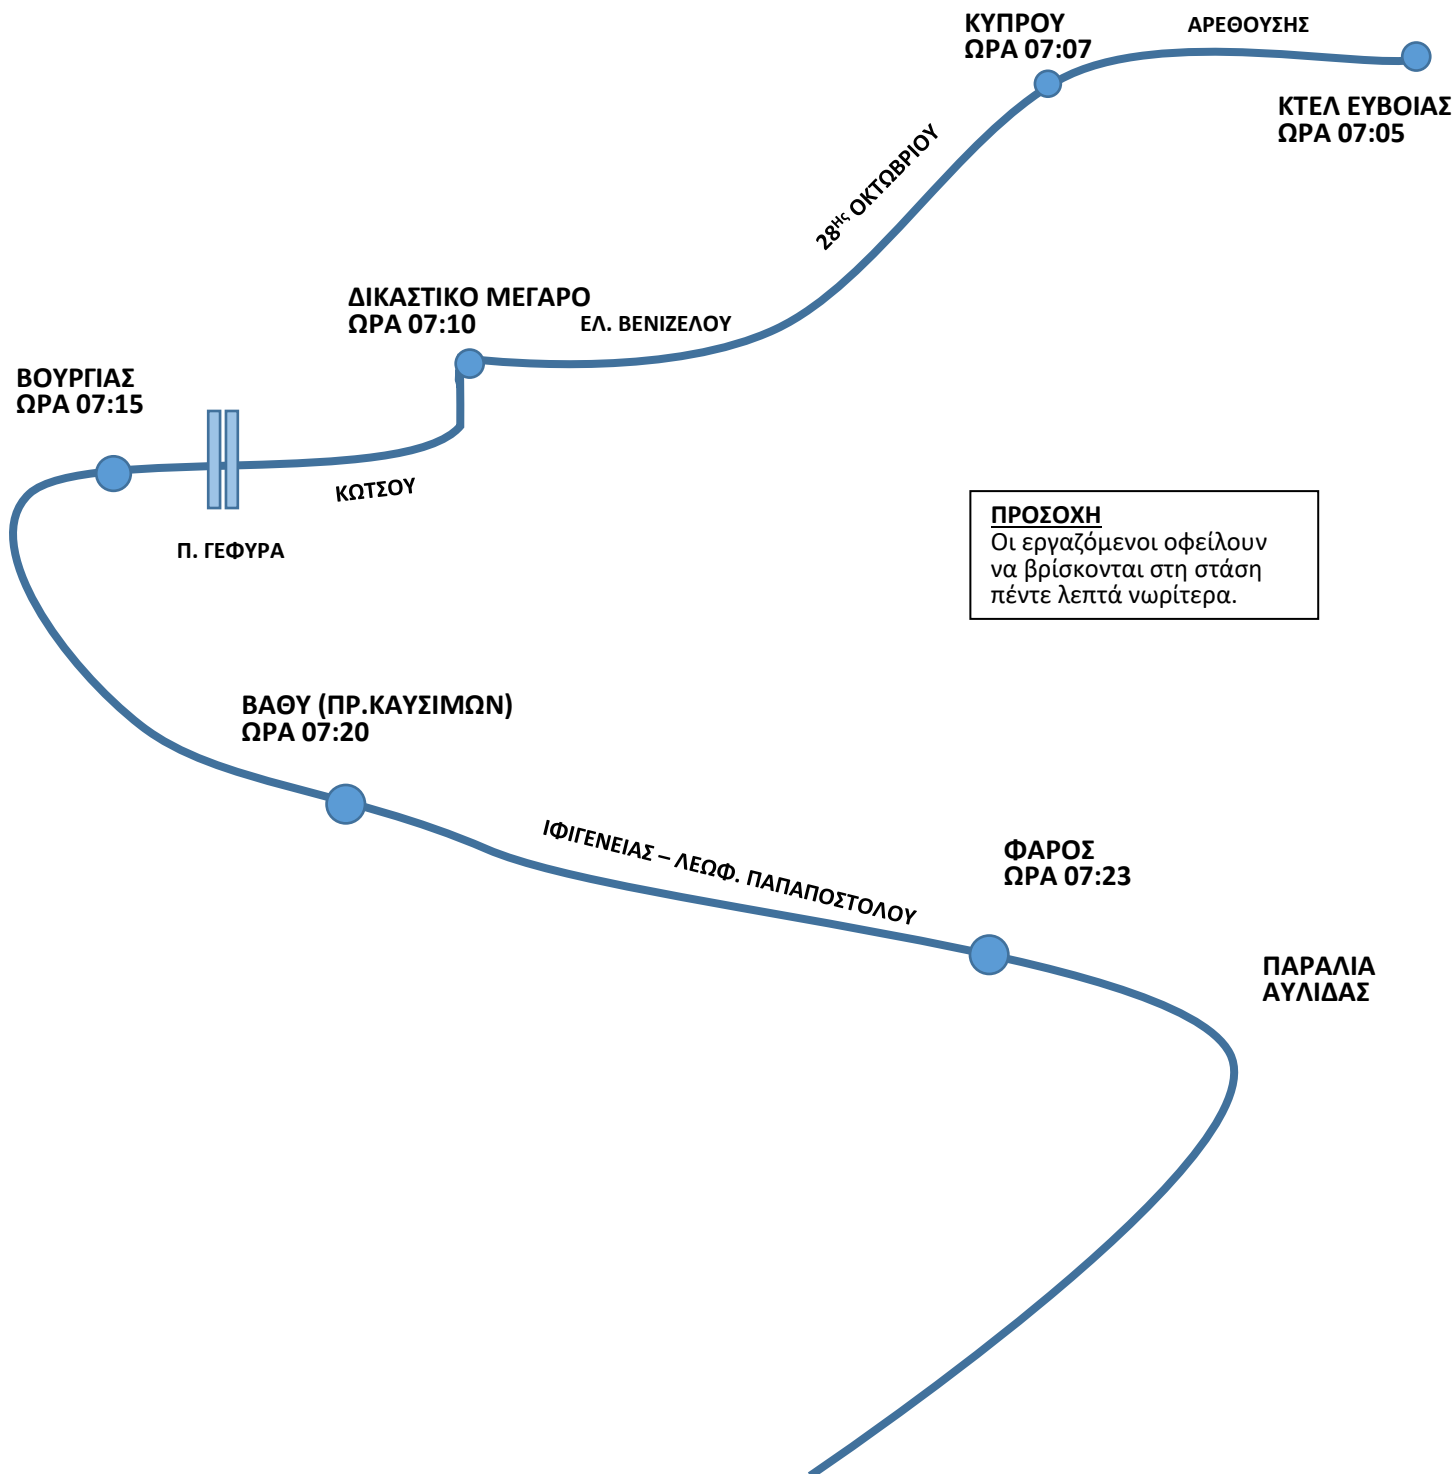 ΚΥΠΡΟΥ
ΩΡΑ 07:07
ΑΡΕΘΟΥΣΗΣ
ΚΤΕΛ ΕΥΒΟΙΑΣ
ΩΡΑ 07:05
28Ης ΟΚΤΩΒΡΙΟΥ
ΔΙΚΑΣΤΙΚΟ ΜΕΓΑΡΟ
ΩΡΑ 07:10
ΕΛ. ΒΕΝΙΖΕΛΟΥ
ΒΟΥΡΓΙΑΣ
ΩΡΑ 07:15
ΚΩΤΣΟΥ
Π. ΓΕΦΥΡΑ
ΠΡΟΣΟΧΗ
Οι εργαζόμενοι οφείλουν
να βρίσκονται στη στάση
πέντε λεπτά νωρίτερα.
ΒΑΘΥ (ΠΡ.ΚΑΥΣΙΜΩΝ)
ΩΡΑ 07:20
ΙΦΙΓΕΝΕΙΑΣ – ΛΕΩΦ. ΠΑΠΑΠΟΣΤΟΛΟΥ
ΦΑΡΟΣ
ΩΡΑ 07:23
ΠΑΡΑΛΙΑ
ΑΥΛΙΔΑΣ